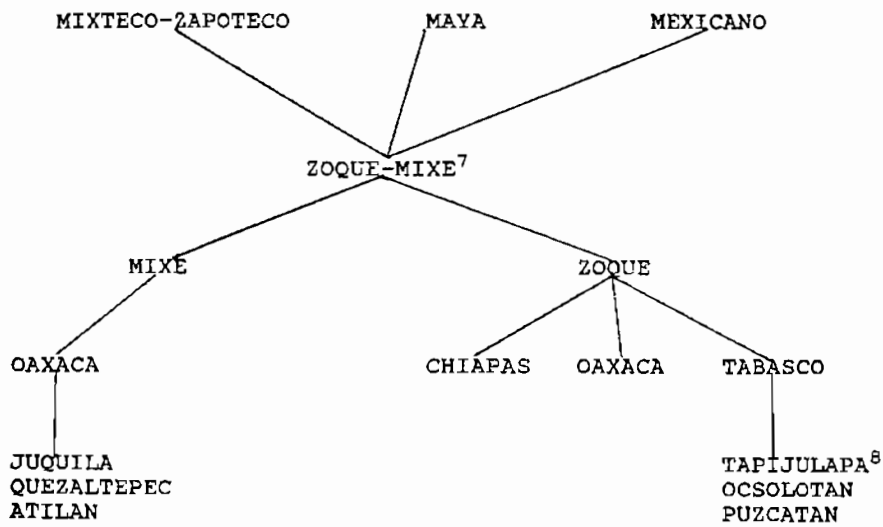 MIXTECO-ZAPOTECO MAYA MEXICANO
ZOQUE-MIXE⁷
MIXE ZOQUE
OAXACA CHIAPAS OAXACA TABASCO
JUQUILA TAPIJULAPA⁸
QUEZALTEPEC OCSOLOTAN
ATILAN PUZCATAN